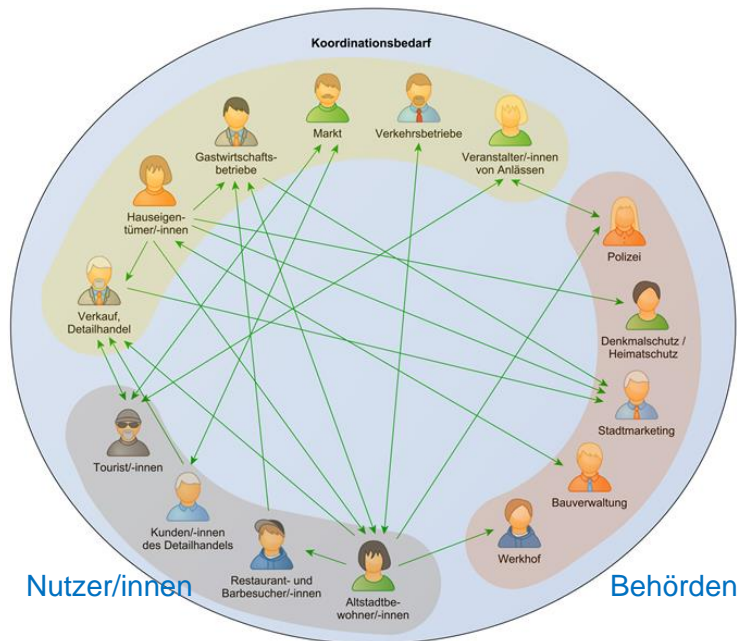 Koordinationsbedarf
Markt
Verkehrsbetriebe
Gastwirtschafts-
betriebe
Veranstalter/-innen
von Anlässen
Hauseigen-
tümer/-innen
Polizei
Verkauf,
Detailhandel
Denkmalschutz /
Heimatschutz
Stadtmarketing
Tourist/-innen
Bauverwaltung
Kunden/-innen
des Detailhandels
Werkhof
Restaurant- und
Barbesucher/-innen
Altstadtbe-
wohner/-innen
Nutzer/innen
Behörden